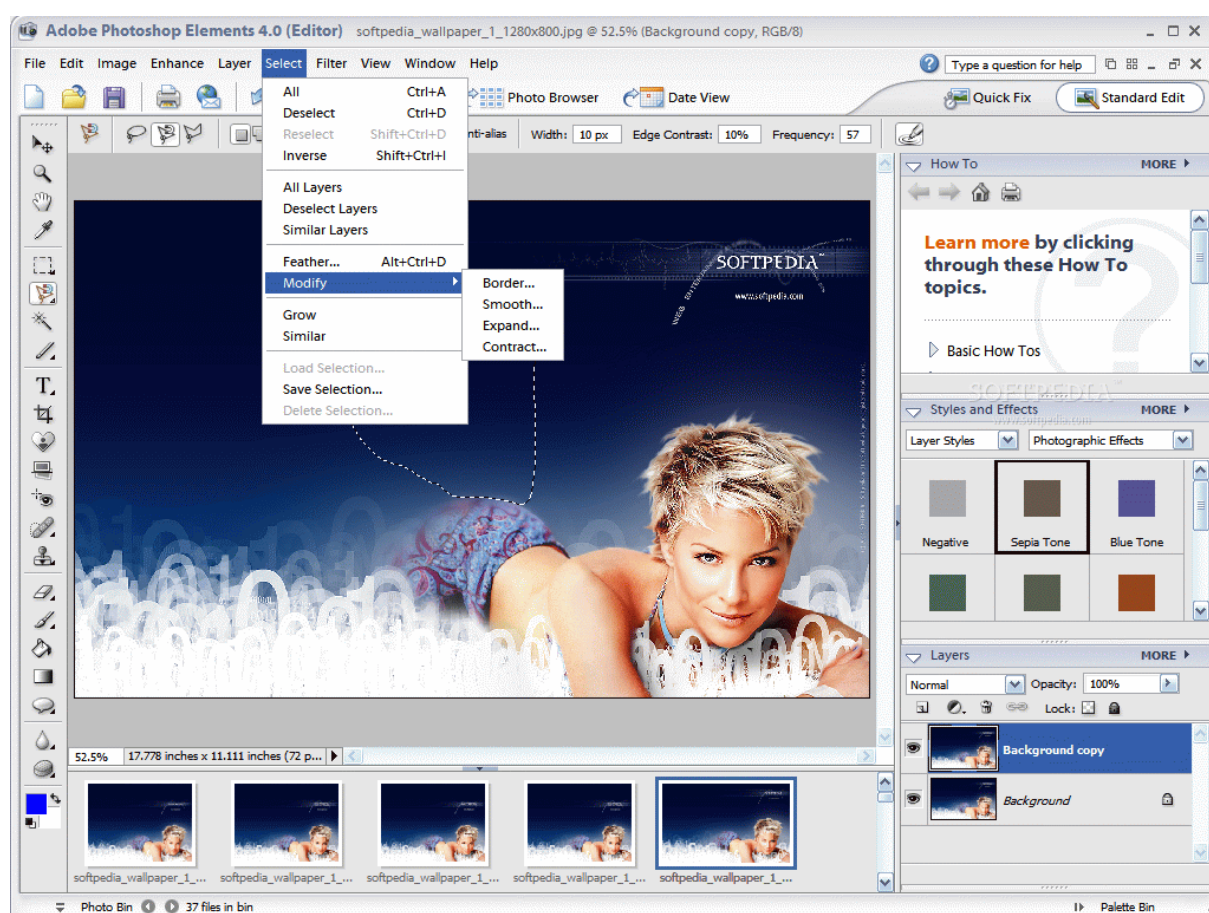 Adobe Photoshop Elements 4.0 (Editor) softpedia_wallpaper_1_1280x800.jpg @ 52.5% (Background copy, RGB/8)
File Edit Image Enhance Layer Select Filter View Window Help
Type a question for help
Photo Browser Date View
Quick Fix Standard Edit
nti-alias Width: 10 px Edge Contrast: 10% Frequency: 57
All Ctrl+A
Deselect Ctrl+D
Reselect Shift+Ctrl+D
Inverse Shift+Ctrl+I
All Layers
Deselect Layers
Similar Layers
Feather... Alt+Ctrl+D
Modify
Grow
Similar
Load Selection...
Save Selection...
Delete Selection...
Border...
Smooth...
Expand...
Contract...
SOFTPEDIA™
www.softpedia.com
How To MORE
Learn more by clicking
through these How To
topics.
Basic How Tos
SOFTPEDIA™
www.softpedia.com
Styles and Effects MORE
Layer Styles Photographic Effects
Negative Sepia Tone Blue Tone
Layers MORE
Normal Opacity: 100%
Lock:
Background copy
Background
52.5% 17.778 inches x 11.111 inches (72 p...
softpedia_wallpaper_1_... softpedia_wallpaper_1_... softpedia_wallpaper_1_... softpedia_wallpaper_1_... softpedia_wallpaper_1_...
Photo Bin 37 files in bin
Palette Bin